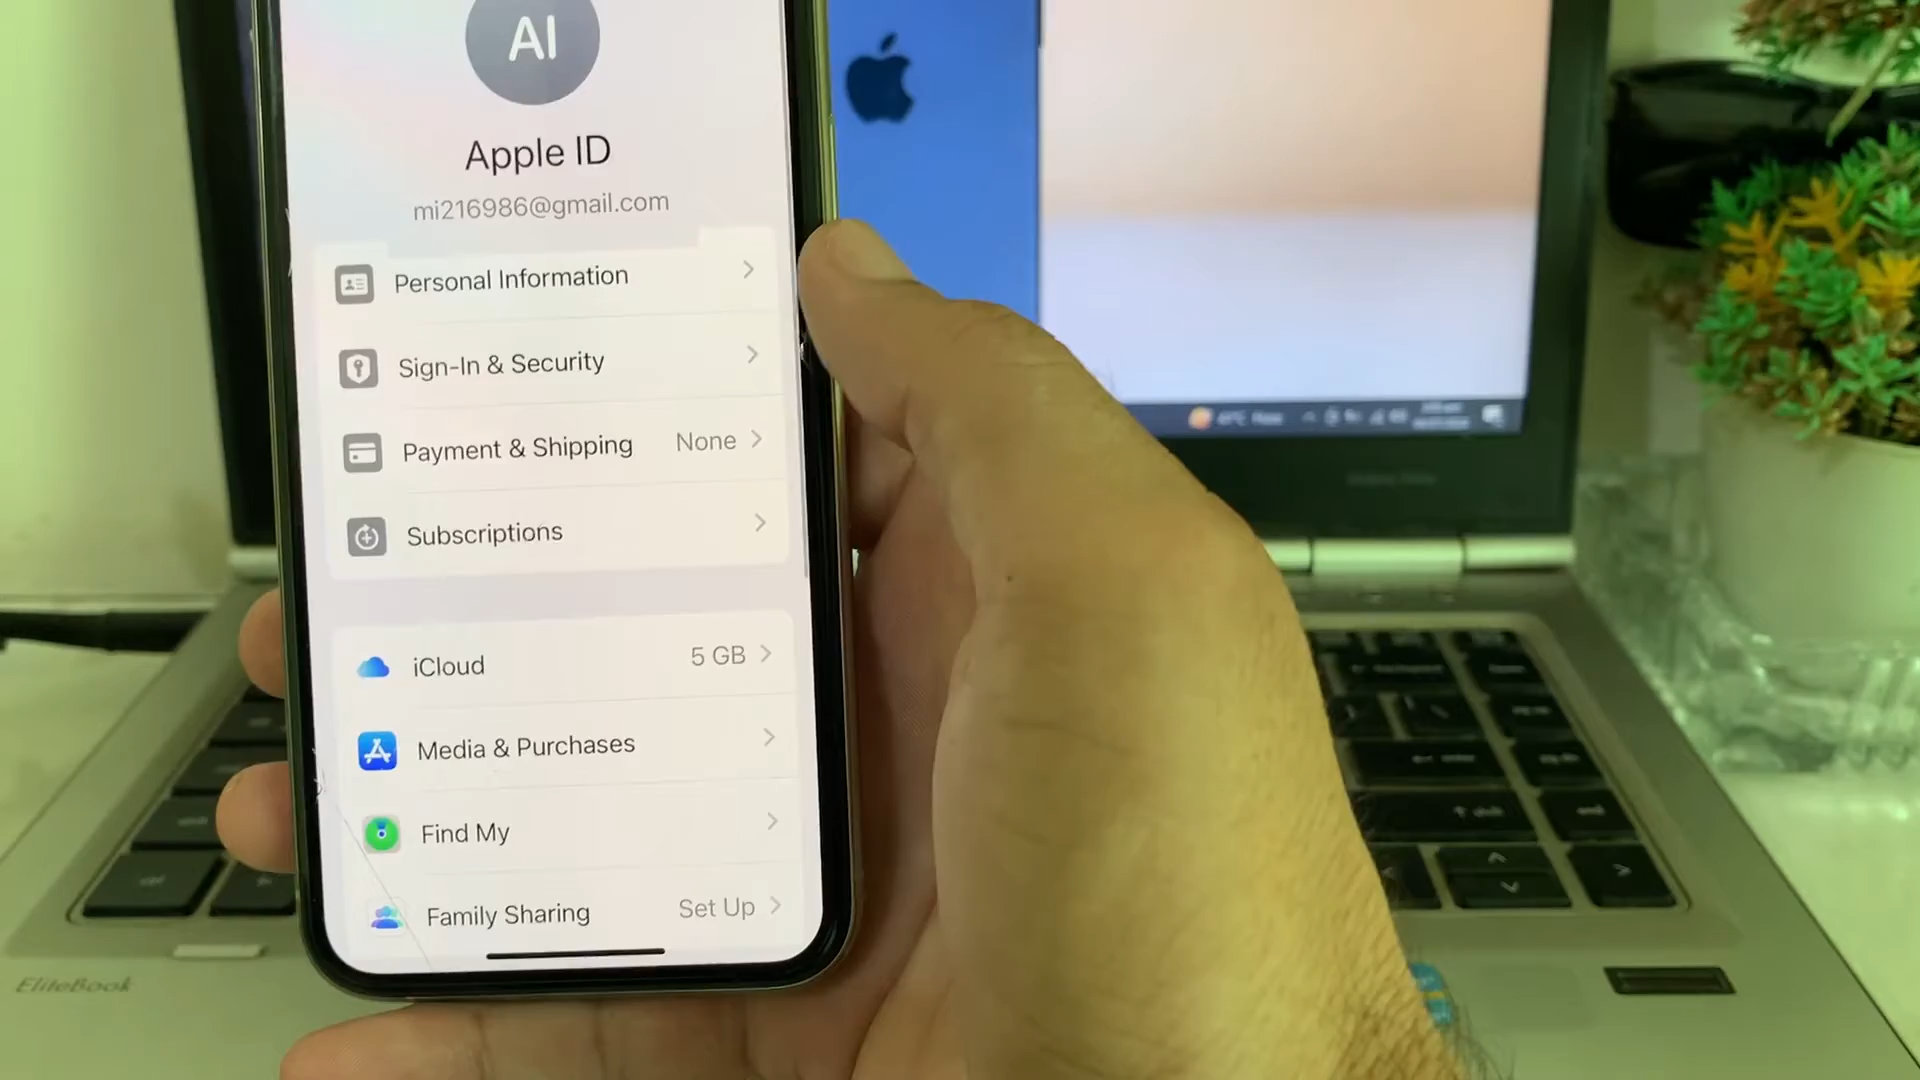 AI
Apple ID
mi216986@gmail.com
Personal Information
Sign-In & Security
Payment & Shipping None
Subscriptions
iCloud 5 GB
Media & Purchases
Find My
Family Sharing Set Up
EliteBook